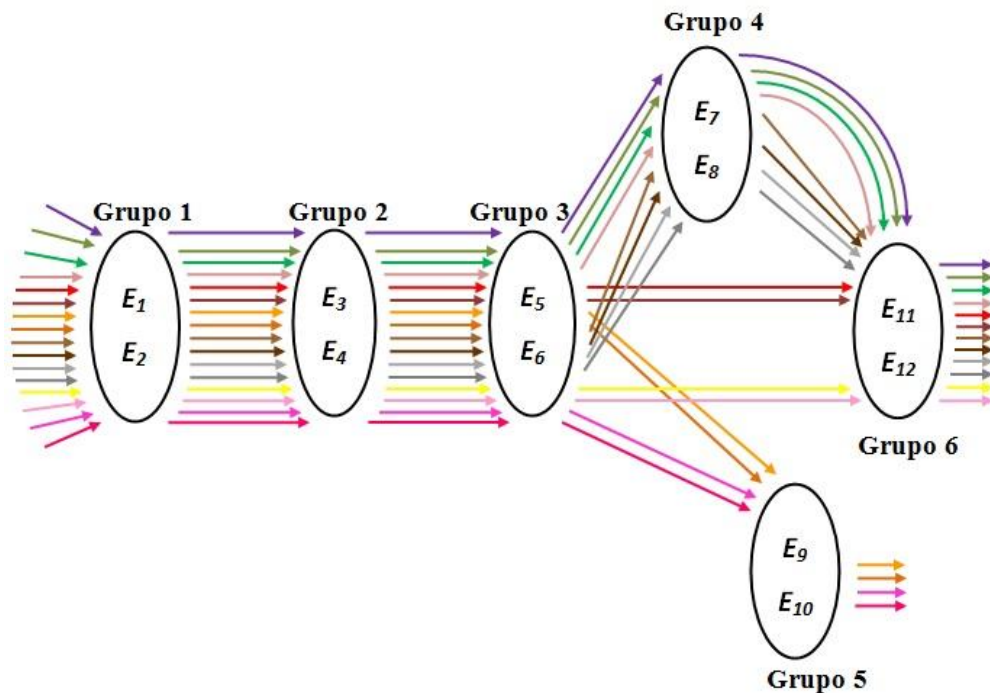 Grupo 4
E7
E8
Grupo 1
Grupo 2
Grupo 3
E1
E2
E3
E4
E5
E6
E11
E12
Grupo 6
E9
E10
Grupo 5